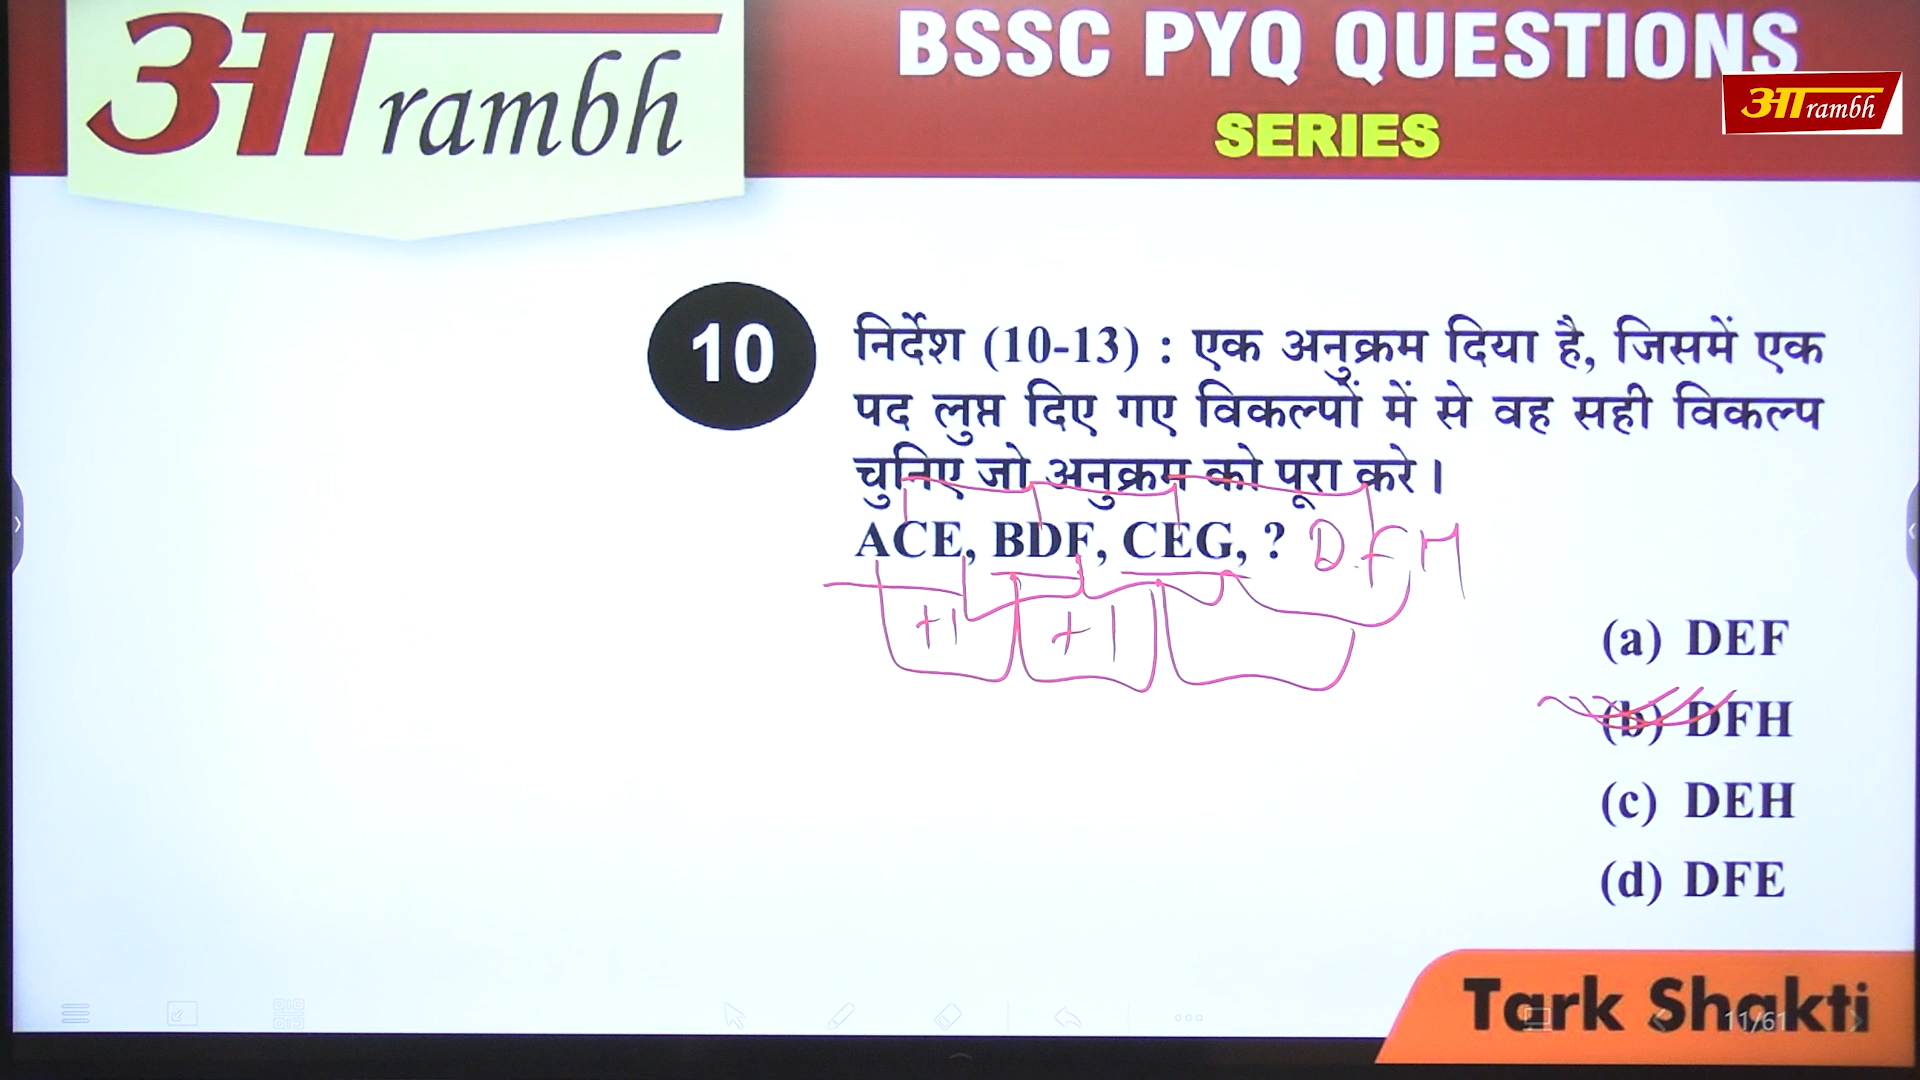 आrambh
BSSC PYQ QUESTIONS
SERIES
आrambh
10
निर्देश (10-13) : एक अनुक्रम दिया है, जिसमें एक
पद लुप्त दिए गए विकल्पों में से वह सही विकल्प
चुनिए जो अनुक्रम को पूरा करे।
ACE, BDF, CEG, ? DFH
+1 +1
(a) DEF
(b) DFH
(c) DEH
(d) DFE
Tark Shakti
11/61